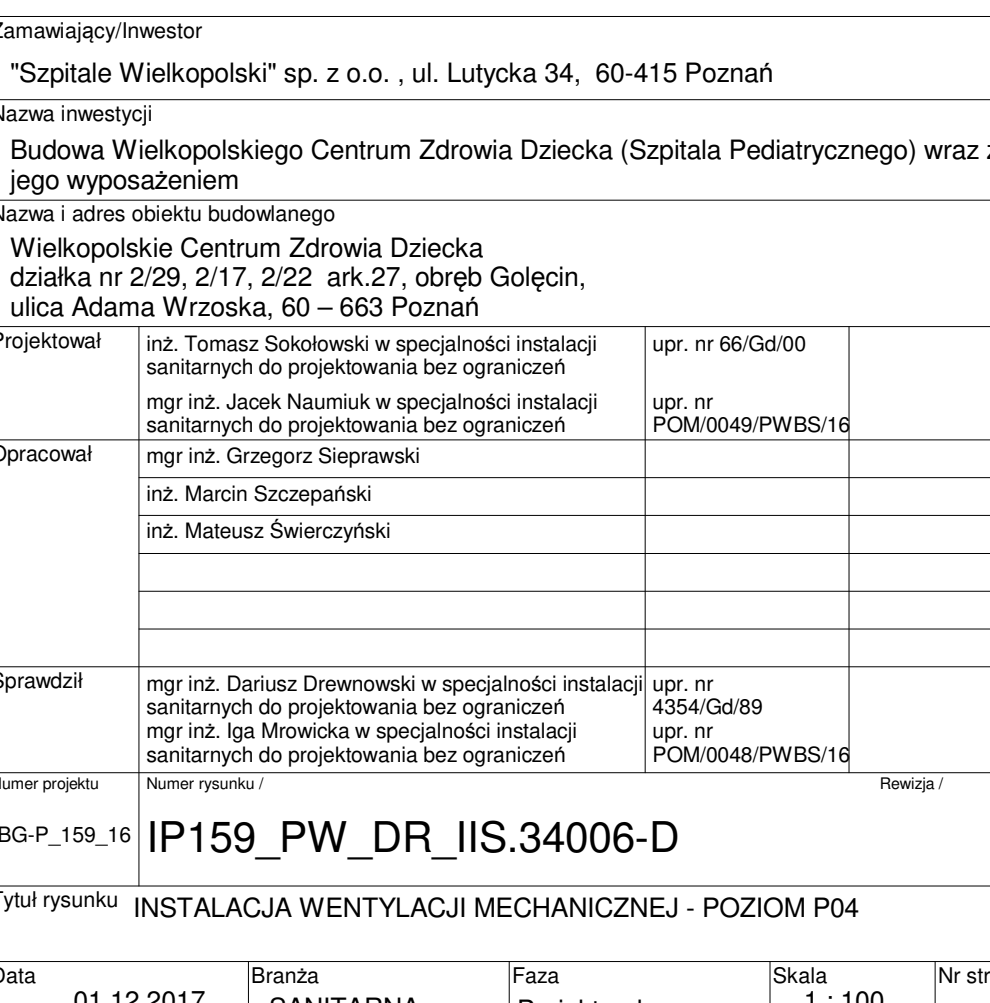 Zamawiający/Inwestor
"Szpitale Wielkopolski" sp. z o.o. , ul. Lutycka 34, 60-415 Poznań
Nazwa inwestycji
Budowa Wielkopolskiego Centrum Zdrowia Dziecka (Szpitala Pediatrycznego) wraz z
jego wyposażeniem
Nazwa i adres obiektu budowlanego
Wielkopolskie Centrum Zdrowia Dziecka
działka nr 2/29, 2/17, 2/22 ark.27, obręb Golęcin,
ulica Adama Wrzoska, 60 – 663 Poznań
Projektował
inż. Tomasz Sokołowski w specjalności instalacji
sanitarnych do projektowania bez ograniczeń
upr. nr 66/Gd/00
mgr inż. Jacek Naumiuk w specjalności instalacji
sanitarnych do projektowania bez ograniczeń
upr. nr
POM/0049/PWBS/16
Opracował
mgr inż. Grzegorz Sieprawski
inż. Marcin Szczepański
inż. Mateusz Świerczyński
Sprawdził
mgr inż. Dariusz Drewnowski w specjalności instalacji
sanitarnych do projektowania bez ograniczeń
upr. nr
4354/Gd/89
mgr inż. Iga Mrowicka w specjalności instalacji
sanitarnych do projektowania bez ograniczeń
upr. nr
POM/0048/PWBS/16
Numer projektu
Numer rysunku /
Rewizja /
BG-P_159_16
IP159_PW_DR_IIS.34006-D
Tytuł rysunku
INSTALACJA WENTYLACJI MECHANICZNEJ - POZIOM P04
Data
Branża
Faza
Skala
Nr str
01.12.2017
SANITARNA
1 : 100